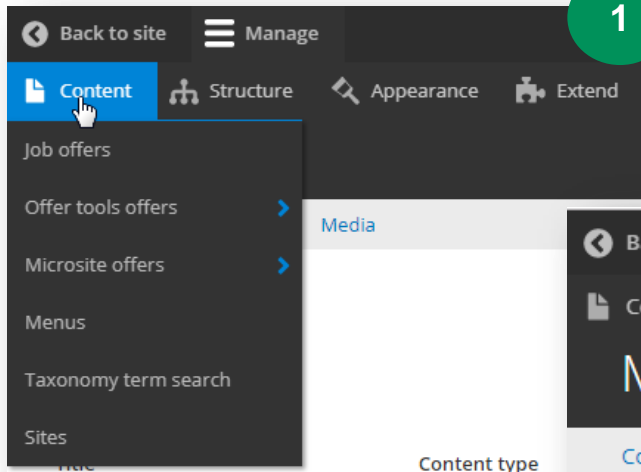 1
Back to site Manage
Content Structure Appearance Extend
Job offers
Offer tools offers
Media
Microsite offers
Menus
Taxonomy term search
Sites
Title Content type